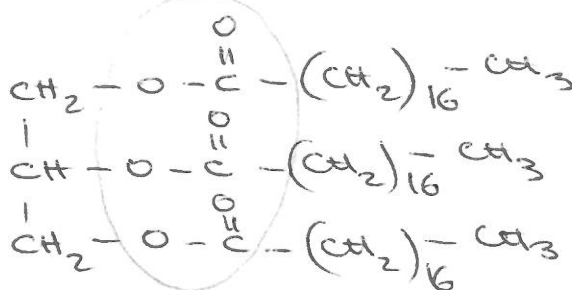 O O O
CH₂ – O – C – (CH₂)₁₆ – CH₃
CH – O – C – (CH₂)₁₆ – CH₃
CH₂ – O – C – (CH₂)₁₆ – CH₃